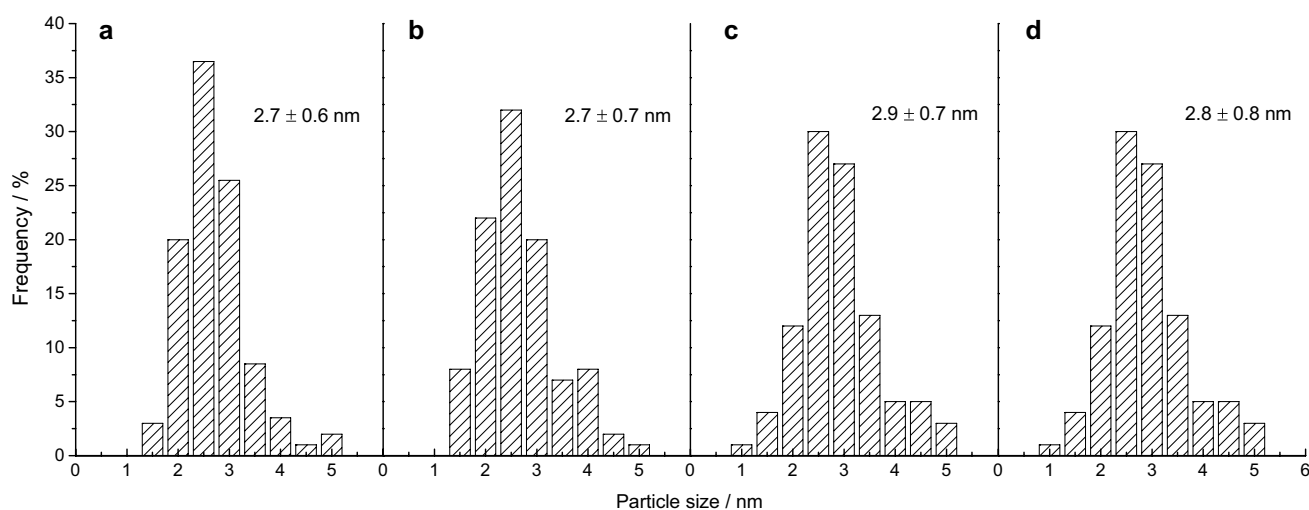 a b c d
2.7 ± 0.6 nm 2.7 ± 0.7 nm 2.9 ± 0.7 nm 2.8 ± 0.8 nm
Frequency / %
40
35
30
25
20
15
10
5
0
0 1 2 3 4 5 0 1 2 3 4 5 0 1 2 3 4 5 0 1 2 3 4 5 6
Particle size / nm